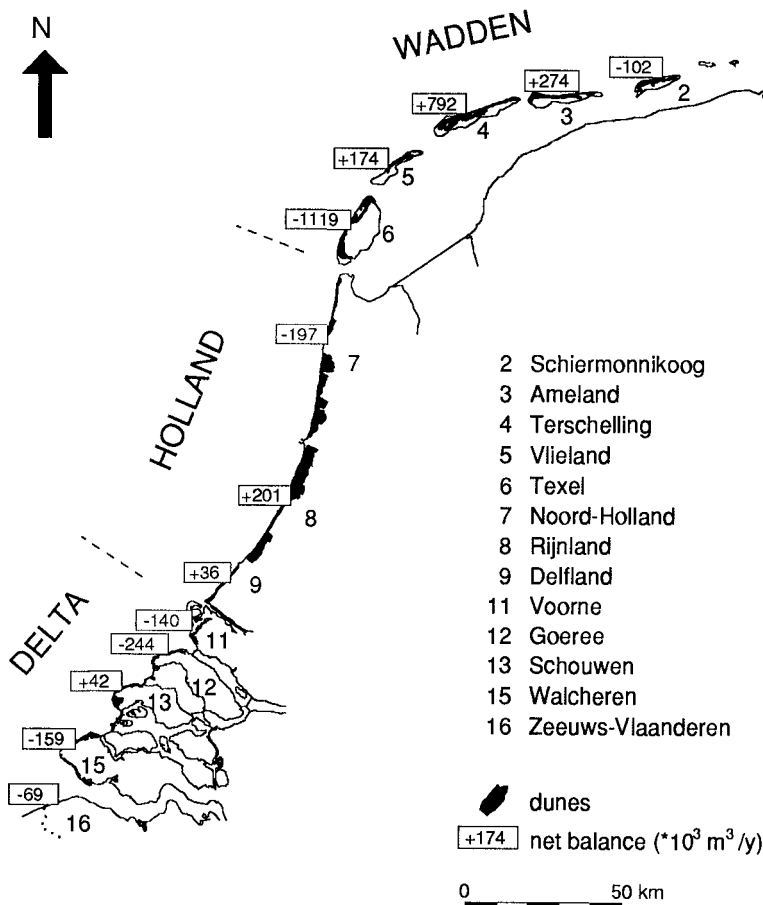 N
WADDEN
-102
+274
2
+792
3
4
+174
5
-1119
6
-197
7
HOLLAND
+201
8
+36
9
DELTA
-140
11
-244
12
+42
13
-159
15
-69
16
2 Schiermonnikoog
3 Ameland
4 Terschelling
5 Vlieland
6 Texel
7 Noord-Holland
8 Rijnland
9 Delfland
11 Voorne
12 Goeree
13 Schouwen
15 Walcheren
16 Zeeuws-Vlaanderen
dunes
+174 net balance (*10³ m³/y)
0 50 km